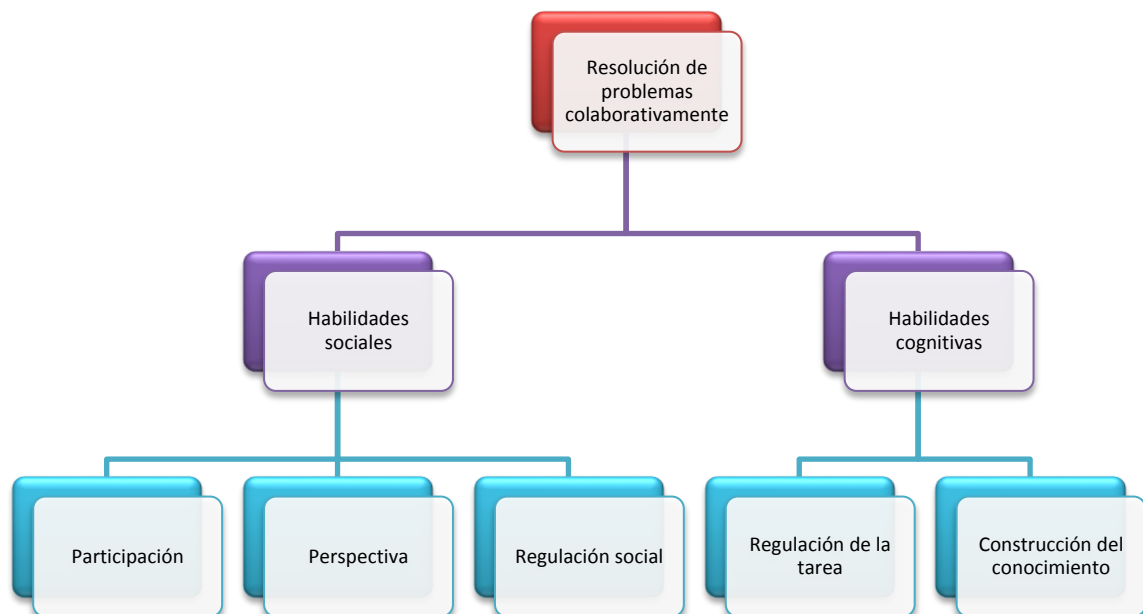 Resolución de
problemas
colaborativamente
Habilidades
sociales
Habilidades
cognitivas
Participación
Perspectiva
Regulación social
Regulación de la
tarea
Construcción del
conocimiento